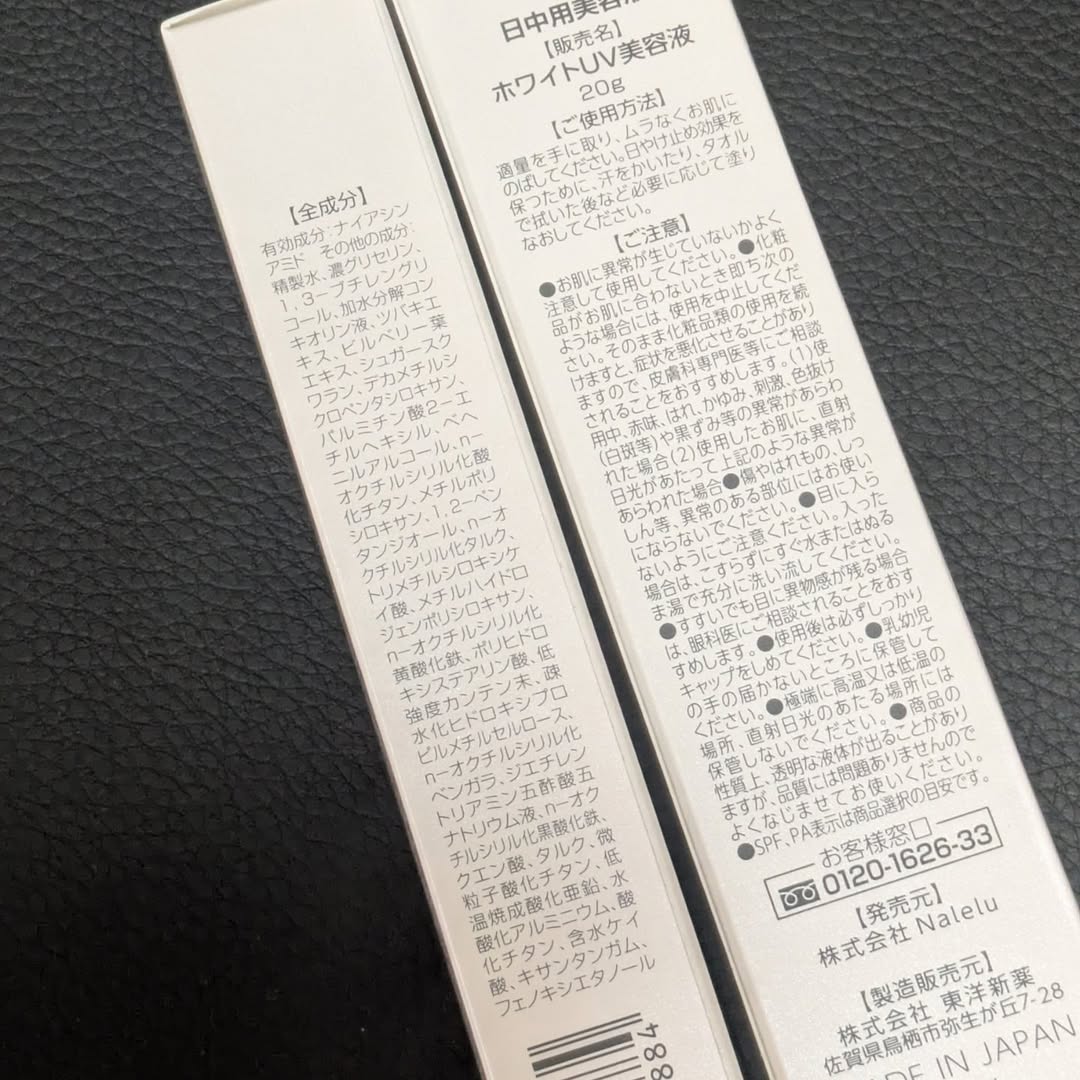 【全成分】
有効成分:ナイアシン
アミド その他の成分:
精製水、濃グリセリン、
1,3-ブチレングリ
コール、加水分解コン
キオリン液、ツバキエ
キス、ビルベリー葉
エキス、シュガースク
ワラン、デカメチルシ
クロペンタシロキサン、
パルミチン酸2-エ
チルヘキシル、ベヘ
ニルアルコール、n-
オクチルシリル化酸
化チタン、メチルポリ
シロキサン、1,2-ペン
タンジオール、n-オ
クチルシリル化タルク、
トリメチルシロキシケ
イ酸、メチルハイドロ
ジェンポリシロキサン、
n-オクチルシリル化
黄酸化鉄、ポリヒドロ
キシステアリン酸、低
強度カンテン末、疎
水化ヒドロキシプロ
ピルメチルセルロース、
n-オクチルシリル化
ベンガラ、ジエチレン
トリアミン五酢酸五
ナトリウム液、n-オク
チルシリル化黒酸化鉄、
クエン酸、タルク、微
粒子酸化チタン、低
温焼成酸化亜鉛、水
酸化アルミニウム、酸
化チタン、含水ケイ
酸、キサンタンガム、
フェノキシエタノール
884
日中用美容液
【販売名】
ホワイトUV美容液
20g
【ご使用方法】
適量を手に取り、ムラなくお肌に
のばしてください。日やけ止め効果を
保つために、汗をかいたり、タオル
で拭いた後など必要に応じて塗り
なおしてください。
【ご注意】
●お肌に異常が生じていないかよく
注意して使用してください。●化粧
品がお肌に合わないとき即ち次の
ような場合には、使用を中止してくだ
さい。そのまま化粧品類の使用を続
けますと、症状を悪化させることがあり
ますので、皮膚科専門医等にご相談
されることをおすすめします。(1)使
用中、赤味、はれ、かゆみ、刺激、色抜け
(白斑等)や黒ずみ等の異常があらわ
れた場合(2)使用したお肌に、直射
日光があたって上記のような異常が
あらわれた場合●傷やはれもの、しっ
しん等、異常のある部位にはお使い
にならないでください。●目に入ら
ないようにご注意ください。入った
場合は、こすらずにすぐ水またはぬる
ま湯で充分に洗い流してください。
●すすいでも目に異物感が残る場合
は、眼科医にご相談されることをおす
すめします。●使用後は必ずしっかり
キャップをしめてください。●乳幼児
の手の届かないところに保管して
ください。●極端に高温又は低温の
場所、直射日光のあたる場所には
保管しないでください。●商品の
性質上、透明な液体が出ることがあり
ますが、品質には問題ありませんので
よくなじませてお使いください。
●SPF、PA表示は商品選択の目安です。
お客様窓口
0120-1626-33
【発売元】
株式会社 Nalelu
【製造販売元】
株式会社 東洋新薬
佐賀県鳥栖市弥生が丘7-28
MADE IN JAPAN